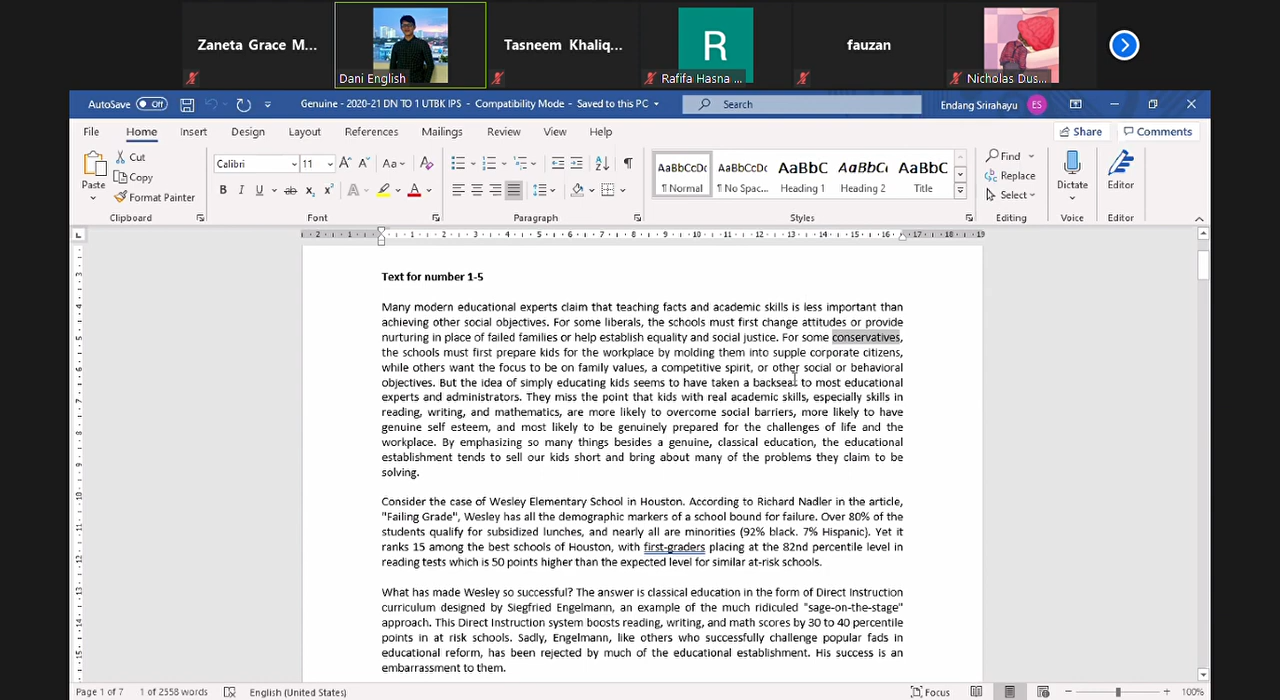 Zaneta Grace M...
Dani English
Tasneem Khaliq...
R
Rafifa Hasna ...
fauzan
Nicholas Dus...
AutoSave Off
Genuine - 2020-21 DN TO 1 UTBK IPS - Compatibility Mode - Saved to this PC
Search
Endang Srirahayu ES
File Home Insert Design Layout References Mailings Review View Help
Share Comments
Paste
Cut
Copy
Format Painter
Clipboard
Calibri 11
Font
Paragraph
AaBbCcDc AaBbCcDc AaBbC AaBbCc AaBbC
¶ Normal ¶ No Spac... Heading 1 Heading 2 Title
Styles
Find
Replace
Select
Editing
Dictate
Voice
Editor
Editor
Text for number 1-5
Many modern educational experts claim that teaching facts and academic skills is less important than
achieving other social objectives. For some liberals, the schools must first change attitudes or provide
nurturing in place of failed families or help establish equality and social justice. For some conservatives,
the schools must first prepare kids for the workplace by molding them into supple corporate citizens,
while others want the focus to be on family values, a competitive spirit, or other social or behavioral
objectives. But the idea of simply educating kids seems to have taken a backseat to most educational
experts and administrators. They miss the point that kids with real academic skills, especially skills in
reading, writing, and mathematics, are more likely to overcome social barriers, more likely to have
genuine self esteem, and most likely to be genuinely prepared for the challenges of life and the
workplace. By emphasizing so many things besides a genuine, classical education, the educational
establishment tends to sell our kids short and bring about many of the problems they claim to be
solving.
Consider the case of Wesley Elementary School in Houston. According to Richard Nadler in the article,
"Failing Grade", Wesley has all the demographic markers of a school bound for failure. Over 80% of the
students qualify for subsidized lunches, and nearly all are minorities (92% black. 7% Hispanic). Yet it
ranks 15 among the best schools of Houston, with first-graders placing at the 82nd percentile level in
reading tests which is 50 points higher than the expected level for similar at-risk schools.
What has made Wesley so successful? The answer is classical education in the form of Direct Instruction
curriculum designed by Siegfried Engelmann, an example of the much ridiculed "sage-on-the-stage"
approach. This Direct Instruction system boosts reading, writing, and math scores by 30 to 40 percentile
points in at risk schools. Sadly, Engelmann, like others who successfully challenge popular fads in
educational reform, has been rejected by much of the educational establishment. His success is an
embarrassment to them.
Page 1 of 7 1 of 2558 words English (United States) Focus 100%